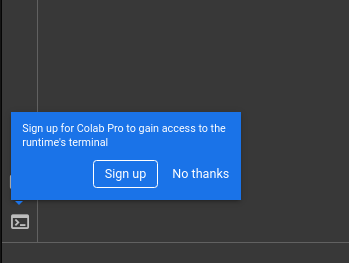 Sign up for Colab Pro to gain access to the
runtime's terminal
Sign up
No thanks